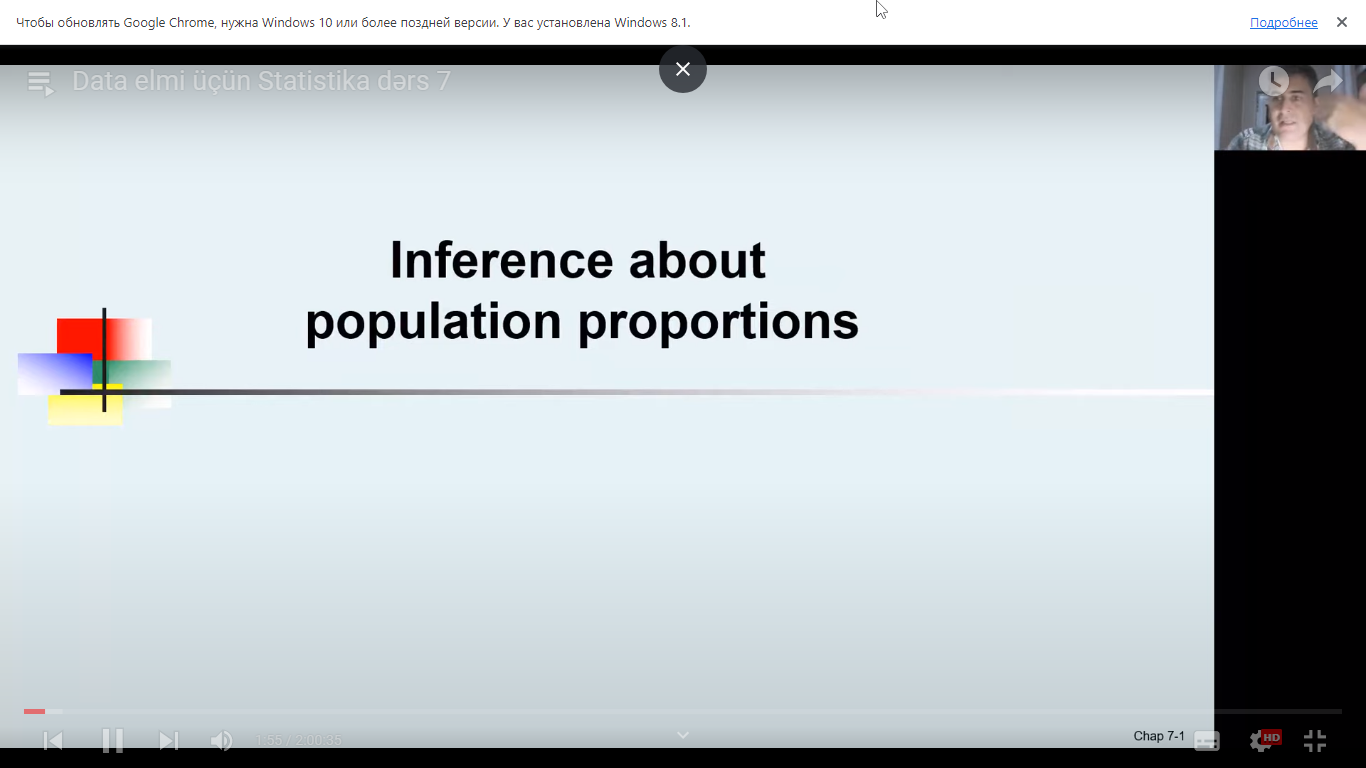 Чтобы обновлять Google Chrome, нужна Windows 10 или более поздней версии. У вас установлена Windows 8.1.
Подробнее
Data elmi üçün Statistika dərs 7
Inference about
population proportions
Chap 7-1
1:55 / 2:00:35
HD